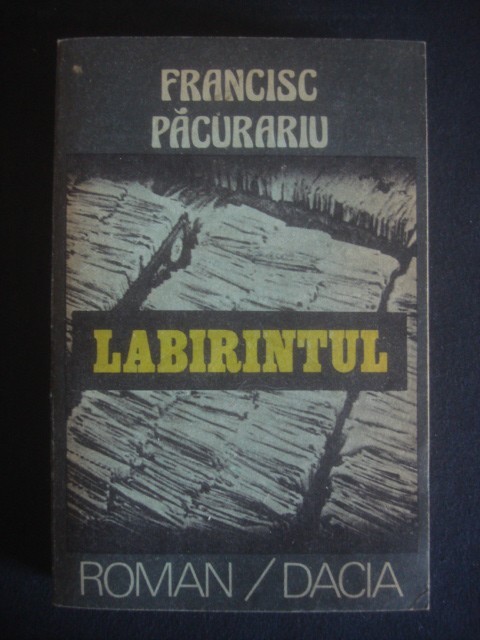 FRANCISC
PĂCURARIU
LABIRINTUL
ROMAN / DACIA